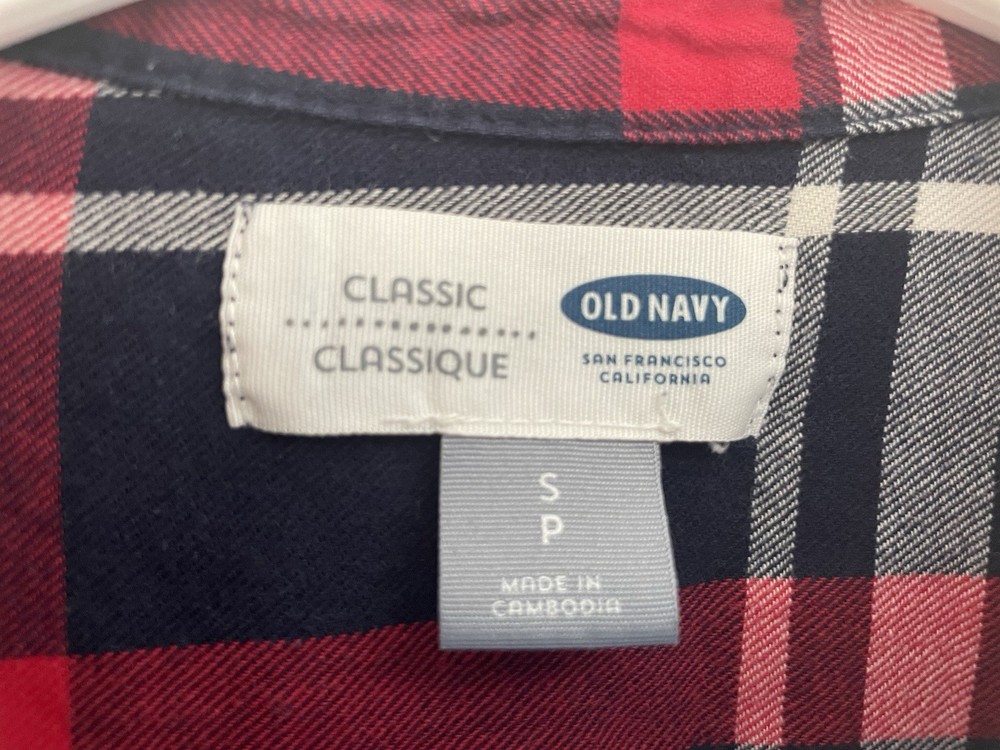 CLASSIC
CLASSIQUE
OLD NAVY
SAN FRANCISCO
CALIFORNIA
S
P
MADE IN
CAMBODIA